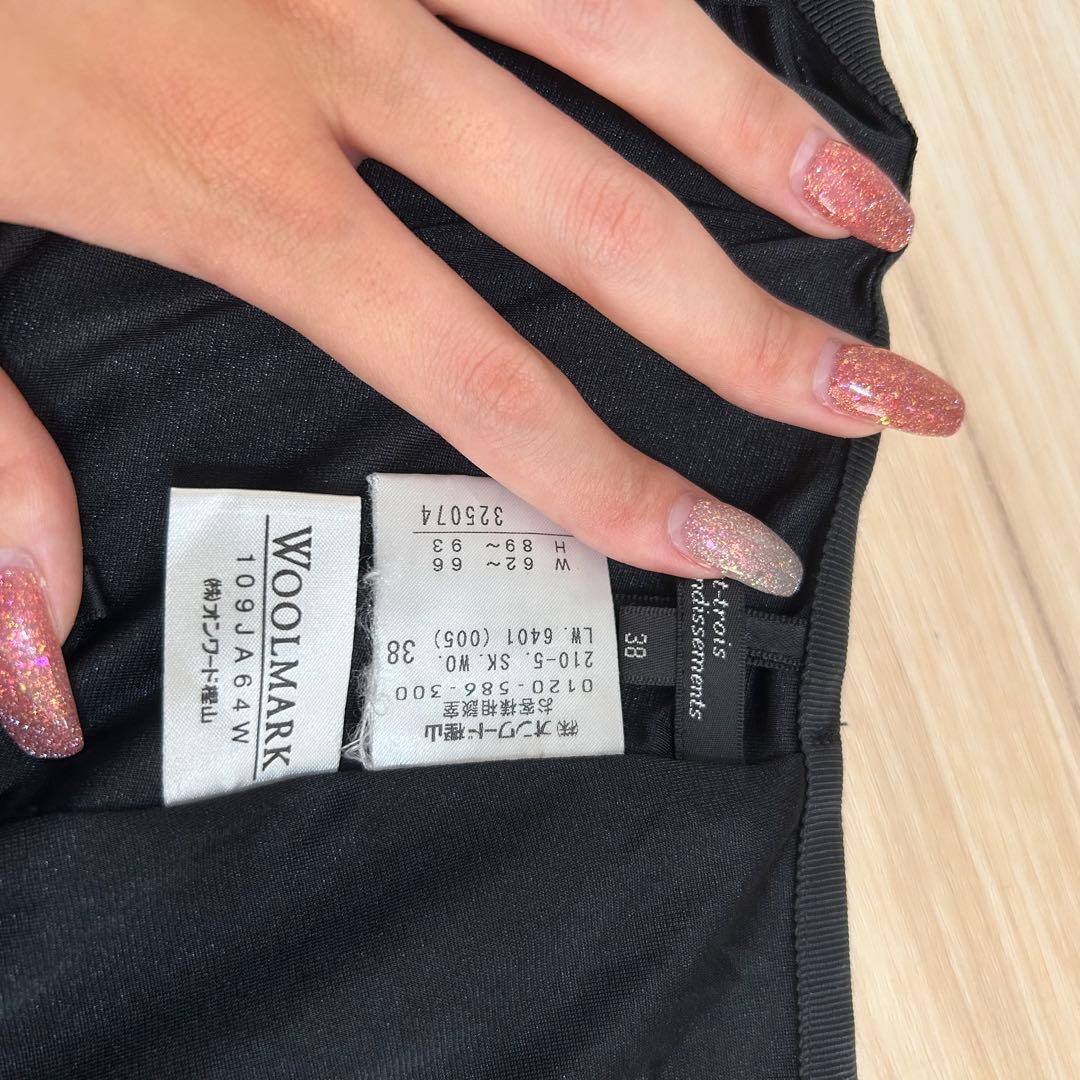 WOOLMARK
109JA64W
(株)オンワード樫山
325074
H 89～ 93
W 62～ 66
38
LW. 6401 (005)
210-5. SK. WO.
0120-586-300
お客様相談室
㈱オンワード樫山
38
t-trois
ndissements